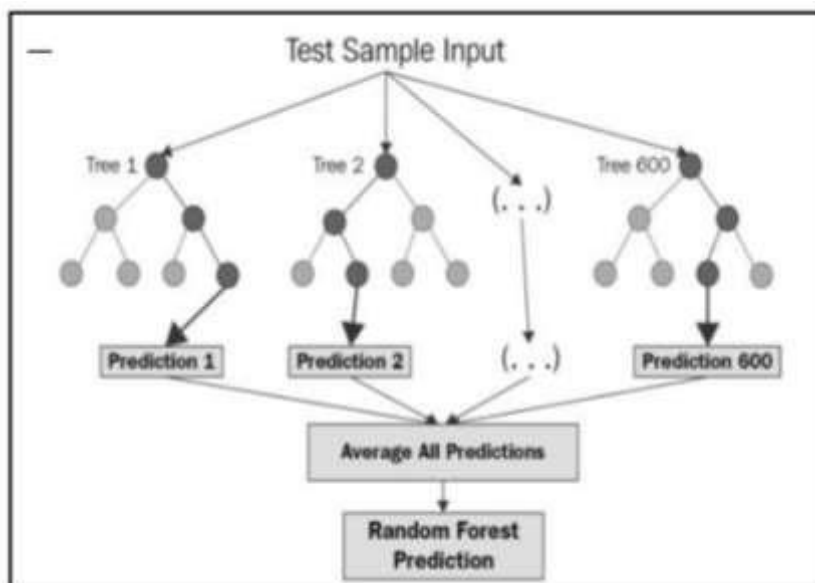 Test Sample Input
Tree 1
Tree 2
(. . .)
Tree 600
Prediction 1
Prediction 2
(. . .)
Prediction 600
Average All Predictions
Random Forest
Prediction